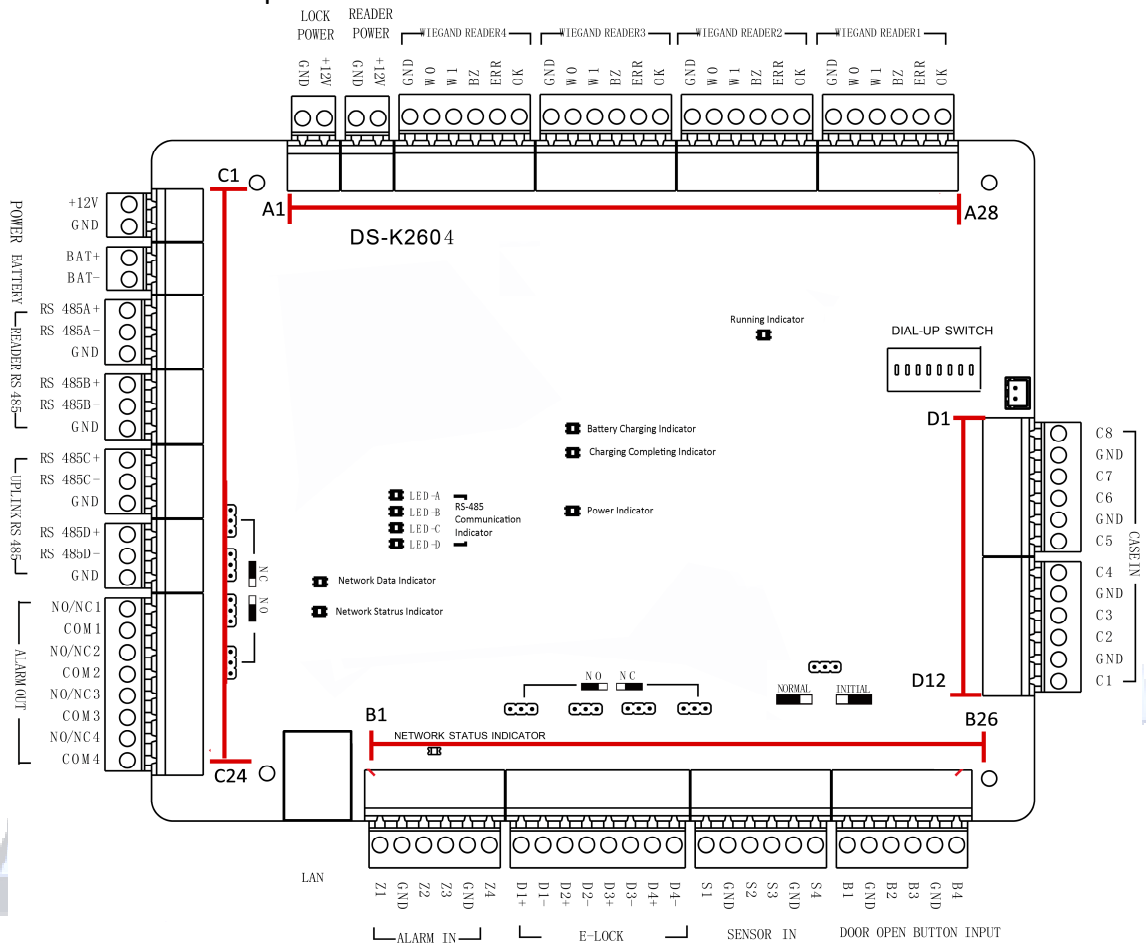 LOCK POWER
READER POWER
WIEGAND READER4
WIEGAND READER3
WIEGAND READER2
WIEGAND READER1
GND +12V
GND +12V
GND W0 W1 BZ ERR OK
GND W0 W1 BZ ERR OK
GND W0 W1 BZ ERR OK
GND W0 W1 BZ ERR OK
C1
A1
A28
DS-K2604
POWER
+12V
GND
BATTERY
BAT+
BAT-
READER RS 485
RS 485A+
RS 485A-
GND
RS 485B+
RS 485B-
GND
UPLINK RS 485
RS 485C+
RS 485C-
GND
RS 485D+
RS 485D-
GND
ALARM OUT
NO/NC1
COM1
NO/NC2
COM2
NO/NC3
COM3
NO/NC4
COM4
C24
NC
NO
Running Indicator
DIAL-UP SWITCH
Battery Charging Indicator
Charging Completing Indicator
Power Indicator
LED-A
LED-B
LED-C
LED-D
RS-485
Communication
Indicator
Network Data Indicator
Network Statrus Indicator
D1
C8
GND
C7
C6
GND
C5
C4
GND
C3
C2
GND
C1
CASE IN
D12
NO NC
NORMAL
INITIAL
B1
B26
NETWORK STATUS INDICATOR
LAN
Z1 GND Z2 Z3 GND Z4
D1+ D1- D2+ D2- D3+ D3- D4+ D4-
S1 GND S2 S3 GND S4
B1 GND B2 B3 GND B4
ALARM IN
E-LOCK
SENSOR IN
DOOR OPEN BUTTON INPUT